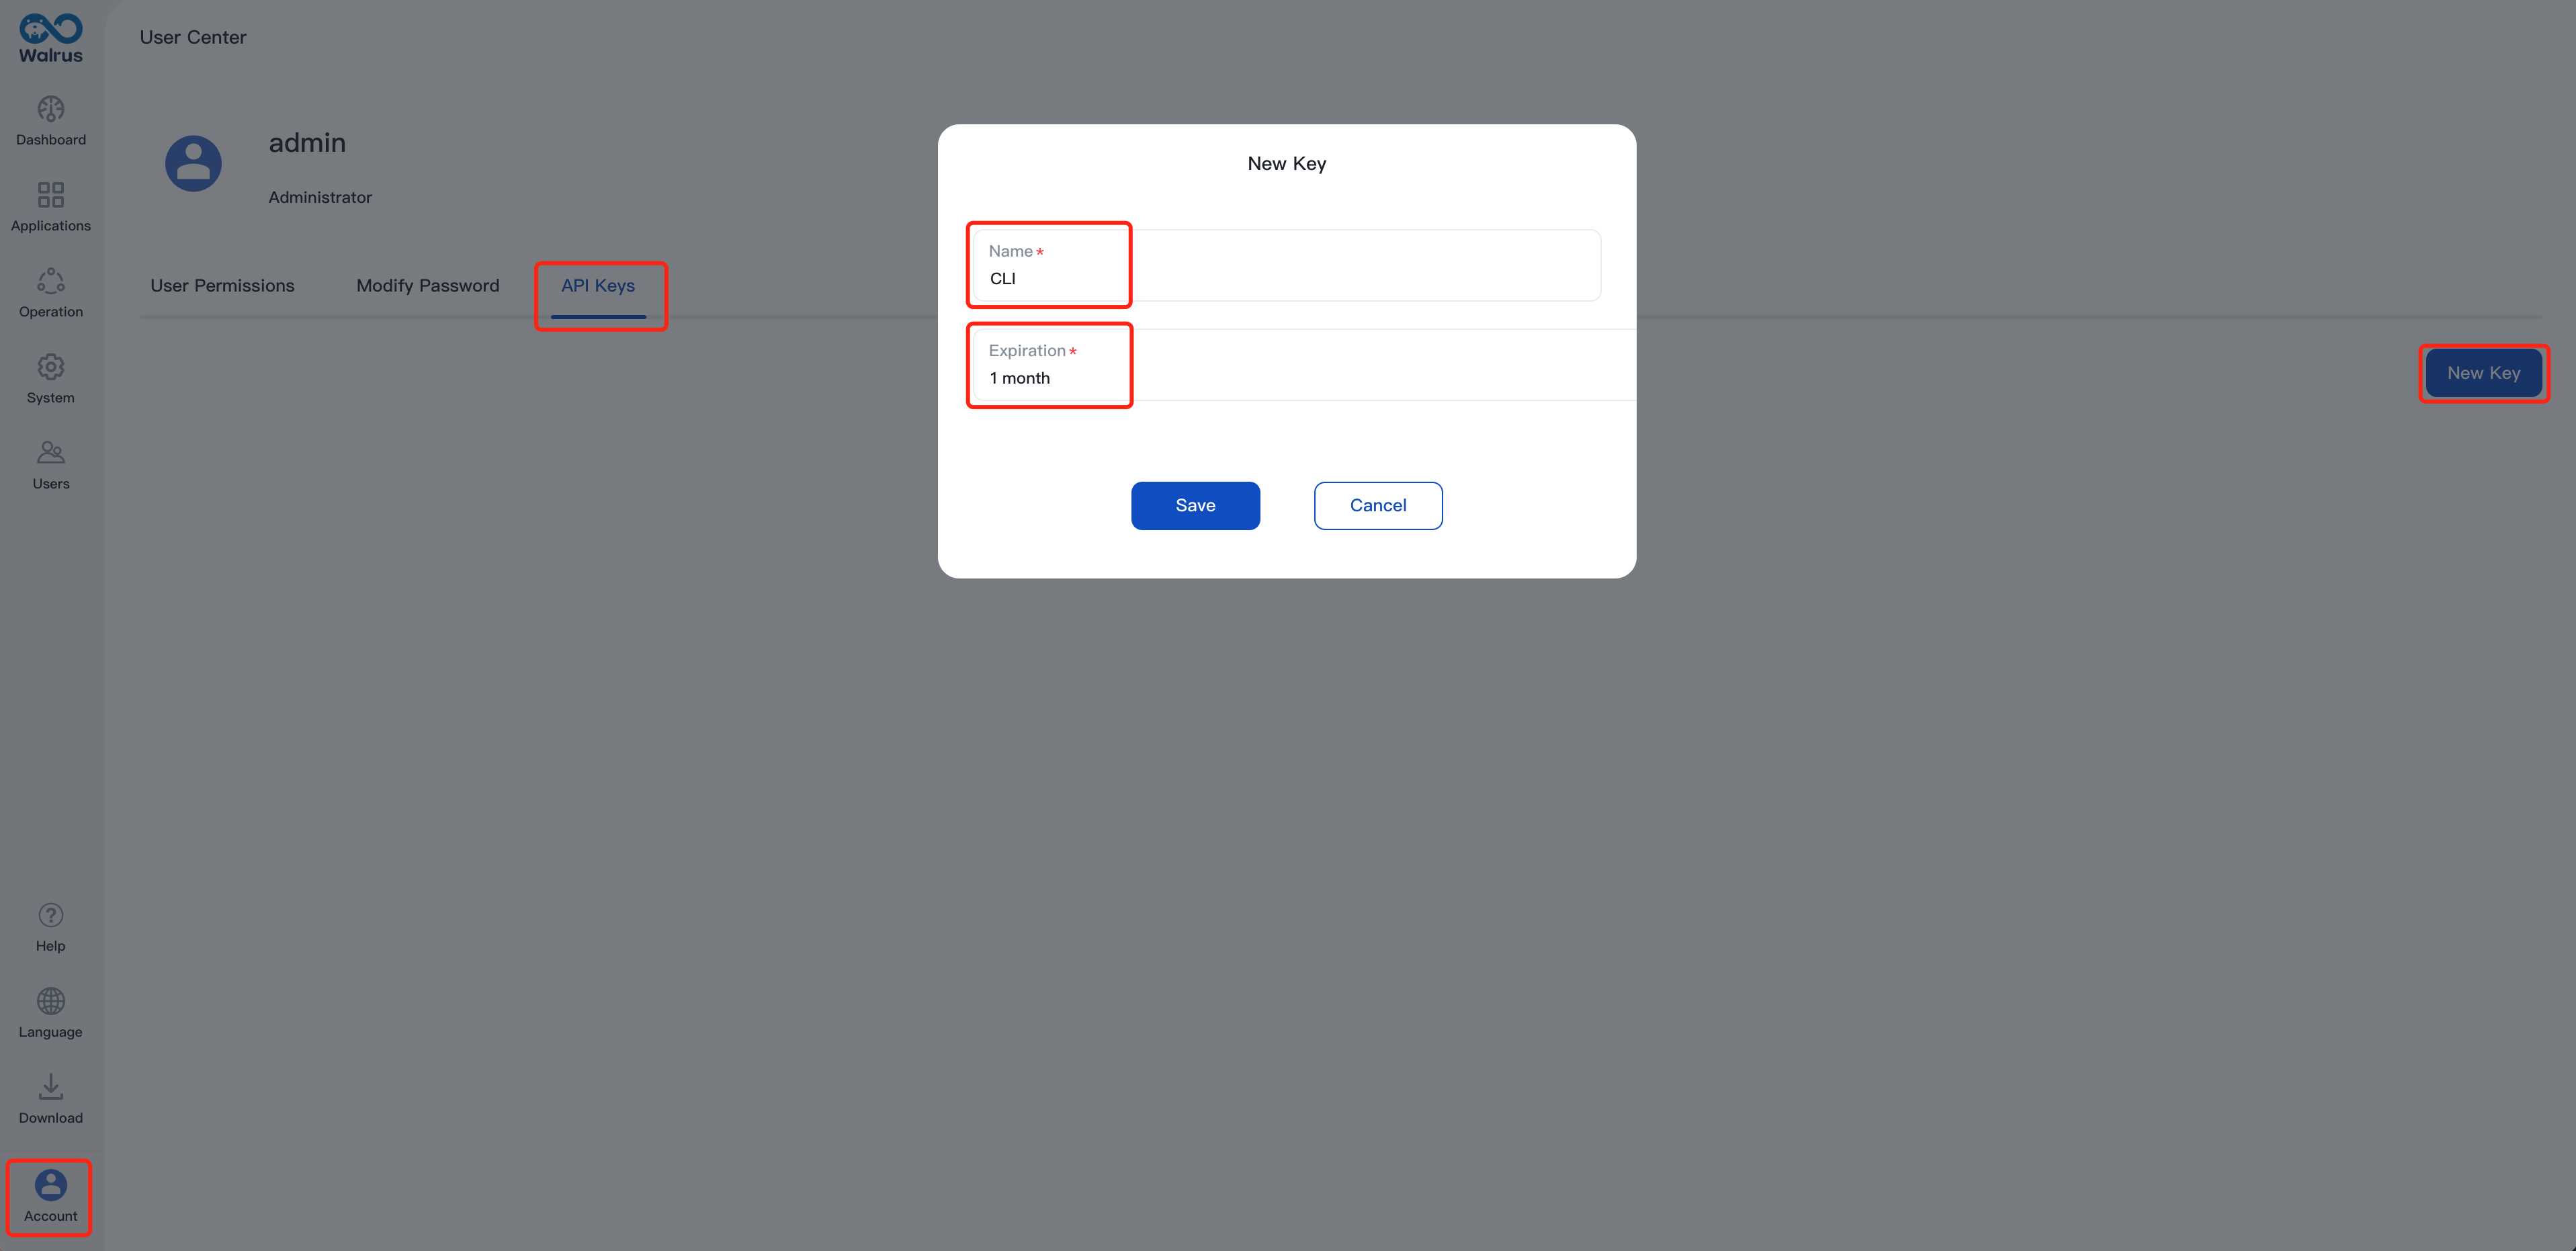 Walrus
Dashboard
Applications
Operation
System
Users
Help
Language
Download
Account
User Center
admin
Administrator
User Permissions
Modify Password
API Keys
New Key
New Key
Name *
CLI
Expiration *
1 month
Save
Cancel